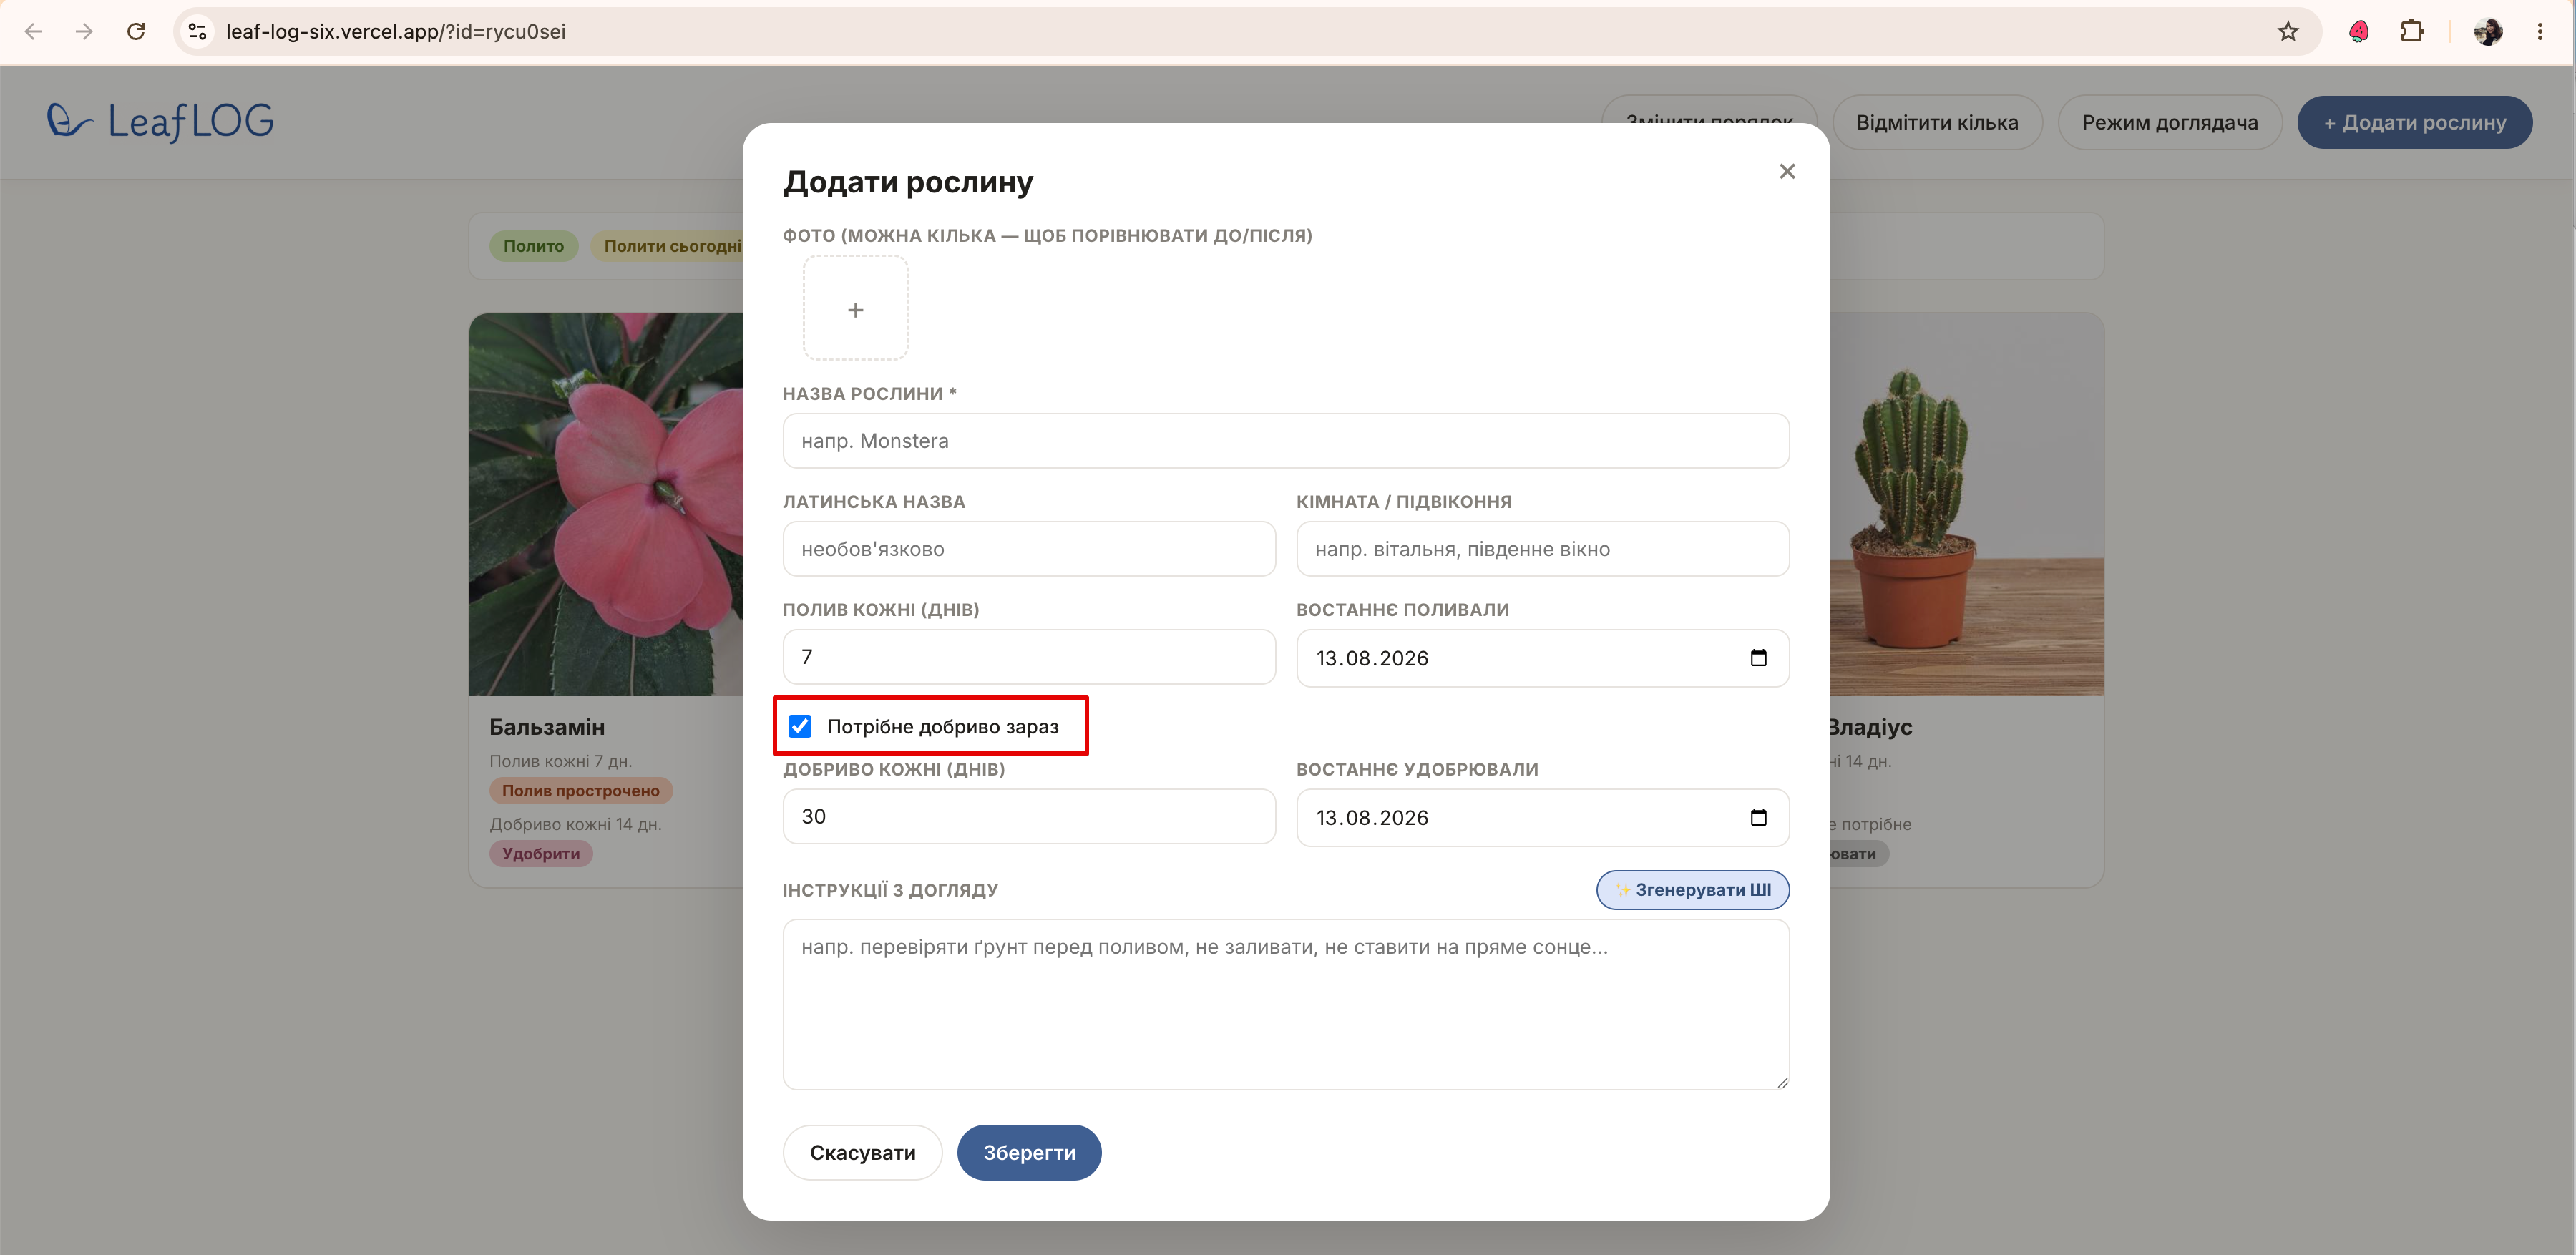 leaf-log-six.vercel.app/?id=rycu0sei
LeafLOG
Змінити порядок
Відмітити кілька
Режим доглядача
+ Додати рослину
Полито
Полити сьогодні
Додати рослину
ФОТО (МОЖНА КІЛЬКА — ЩОБ ПОРІВНЮВАТИ ДО/ПІСЛЯ)
+
НАЗВА РОСЛИНИ *
напр. Monstera
ЛАТИНСЬКА НАЗВА
КІМНАТА / ПІДВІКОННЯ
необов'язково
напр. вітальня, південне вікно
ПОЛИВ КОЖНІ (ДНІВ)
ВОСТАННЄ ПОЛИВАЛИ
7
13.08.2026
Потрібне добриво зараз
ДОБРИВО КОЖНІ (ДНІВ)
ВОСТАННЄ УДОБРЮВАЛИ
30
13.08.2026
ІНСТРУКЦІЇ З ДОГЛЯДУ
✨ Згенерувати ШІ
напр. перевіряти ґрунт перед поливом, не заливати, не ставити на пряме сонце...
Скасувати
Зберегти
Бальзамін
Полив кожні 7 дн.
Полив прострочено
Добриво кожні 14 дн.
Удобрити
Владіус
14 дн.
потрібне